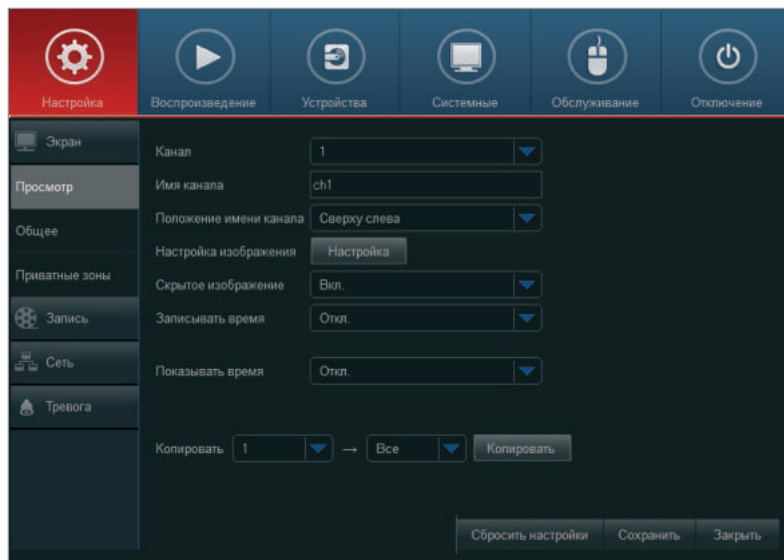 Настройка Воспроизведение Устройства Системные Обслуживание Отключение
Экран
Просмотр
Общее
Приватные зоны
Запись
Сеть
Тревога
Канал 1
Имя канала ch1
Положение имени канала Сверху слева
Настройка изображения Настройка
Скрытое изображение Вкл.
Записывать время Откл.
Показывать время Откл.
Копировать 1 → Все Копировать
Сбросить настройки Сохранить Закрыть